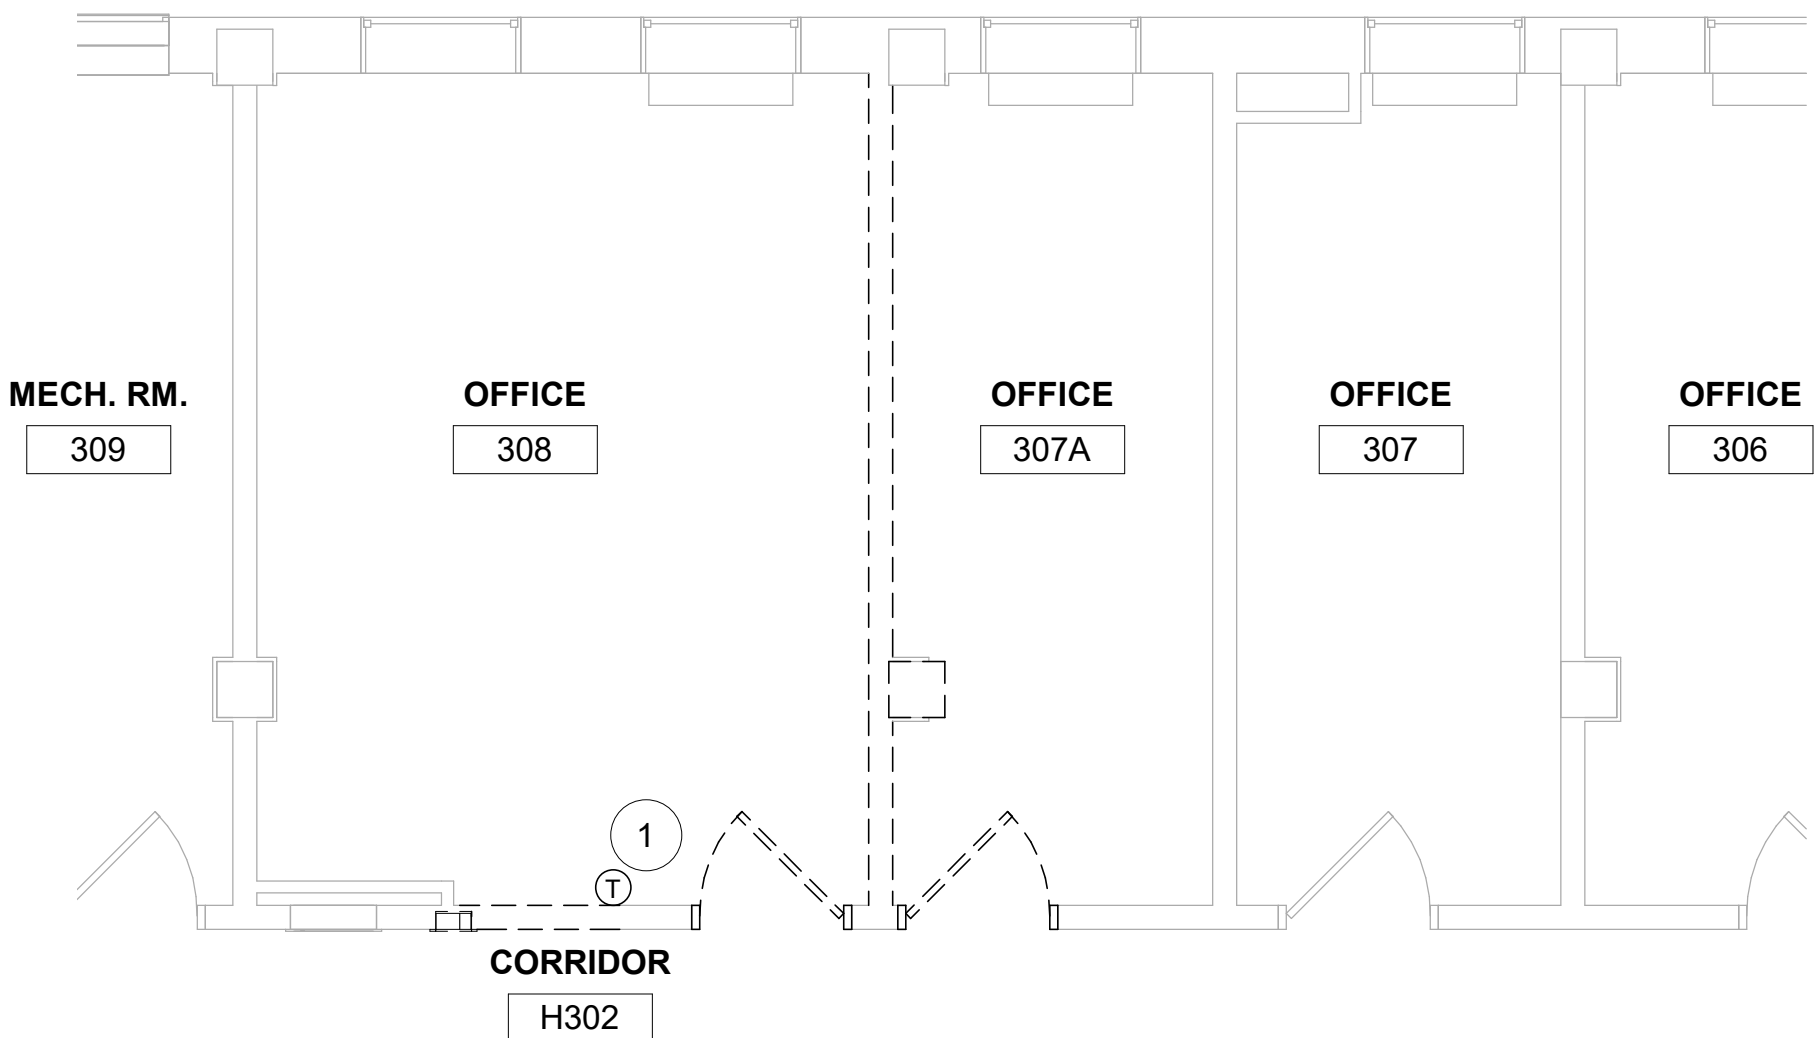 MECH. RM.
309
OFFICE
308
OFFICE
307A
OFFICE
307
OFFICE
306
1
T
CORRIDOR
H302